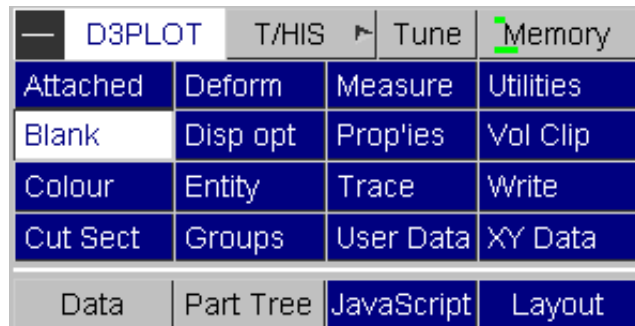 D3PLOT T/HIS Tune Memory
Attached Deform Measure Utilities
Blank Disp opt Prop'ies Vol Clip
Colour Entity Trace Write
Cut Sect Groups User Data XY Data
Data Part Tree JavaScript Layout